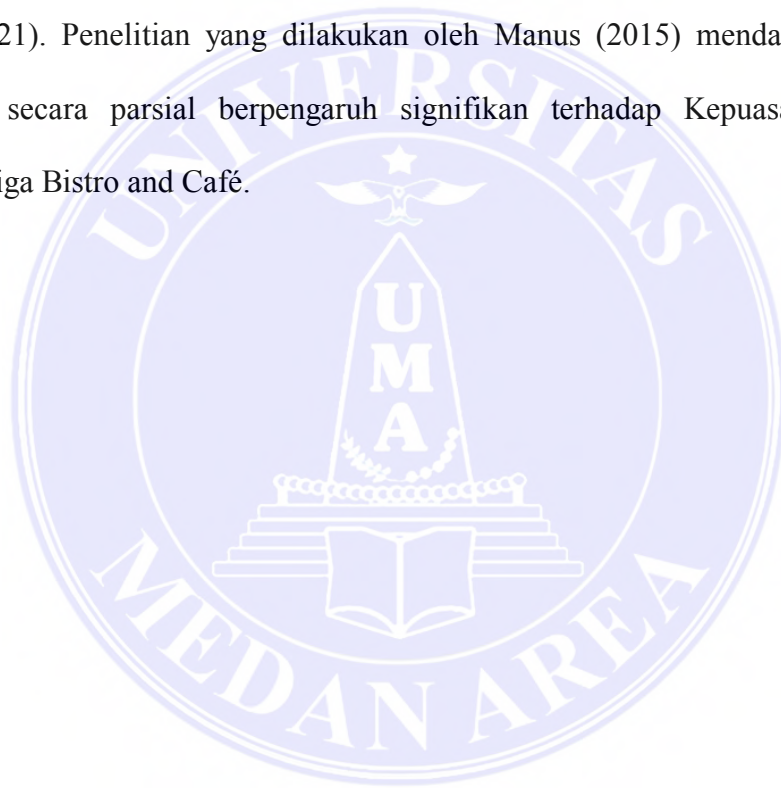 21). Penelitian yang dilakukan oleh Manus (2015) menda
secara parsial berpengaruh signifikan terhadap Kepuas
iga Bistro and Café.
UNIVERSITAS
U
M
A
MEDAN AREA